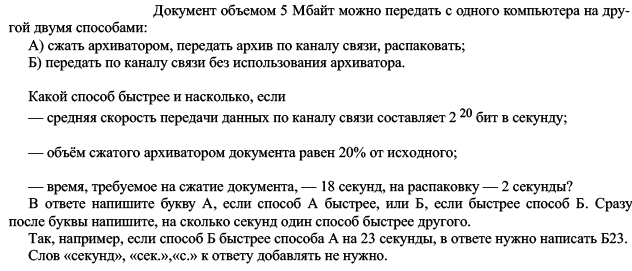 Документ объемом 5 Мбайт можно передать с одного компьютера на дру-
гой двумя способами:
А) сжать архиватором, передать архив по каналу связи, распаковать;
Б) передать по каналу связи без использования архиватора.
Какой способ быстрее и насколько, если
— средняя скорость передачи данных по каналу связи составляет 2 20 бит в секунду;
— объём сжатого архиватором документа равен 20% от исходного;
— время, требуемое на сжатие документа, — 18 секунд, на распаковку — 2 секунды?
В ответе напишите букву А, если способ А быстрее, или Б, если быстрее способ Б. Сразу
после буквы напишите, на сколько секунд один способ быстрее другого.
Так, например, если способ Б быстрее способа А на 23 секунды, в ответе нужно написать Б23.
Слов «секунд», «сек.»,«с.» к ответу добавлять не нужно.